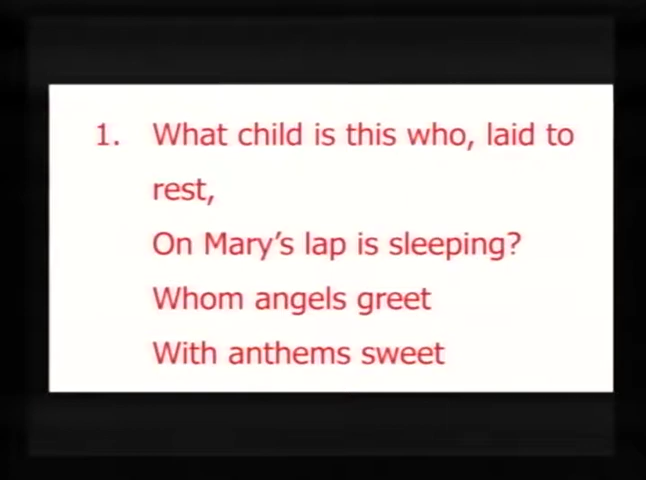 1. What child is this who, laid to
rest,
On Mary’s lap is sleeping?
Whom angels greet
With anthems sweet